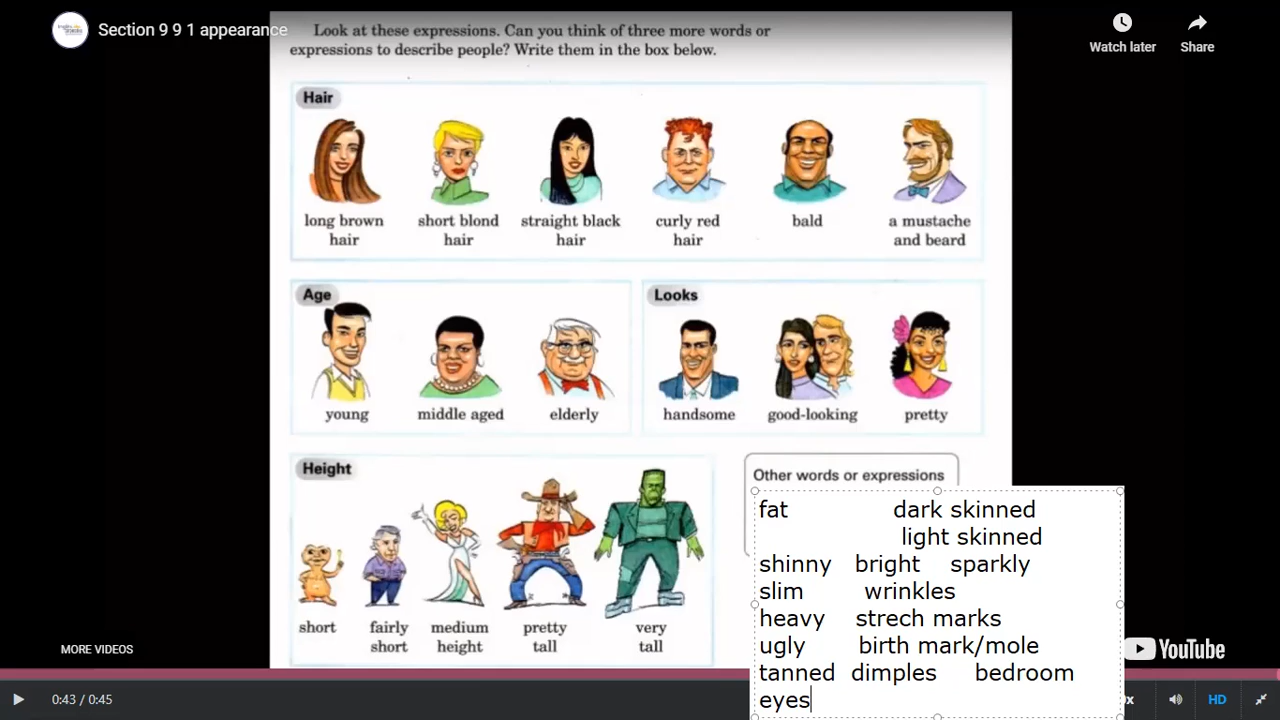 Section 9 9 1 appearance
Watch later
Share
Look at these expressions. Can you think of three more words or
expressions to describe people? Write them in the box below.
Hair
long brown
hair
short blond
hair
straight black
hair
curly red
hair
bald
a mustache
and beard
Age
young
middle aged
elderly
Looks
handsome
good-looking
pretty
Height
short
fairly
short
medium
height
pretty
tall
very
tall
Other words or expressions
fat dark skinned
light skinned
shinny bright sparkly
slim wrinkles
heavy strech marks
ugly birth mark/mole
tanned dimples bedroom
eyes
MORE VIDEOS
YouTube
0:43 / 0:45
x
HD